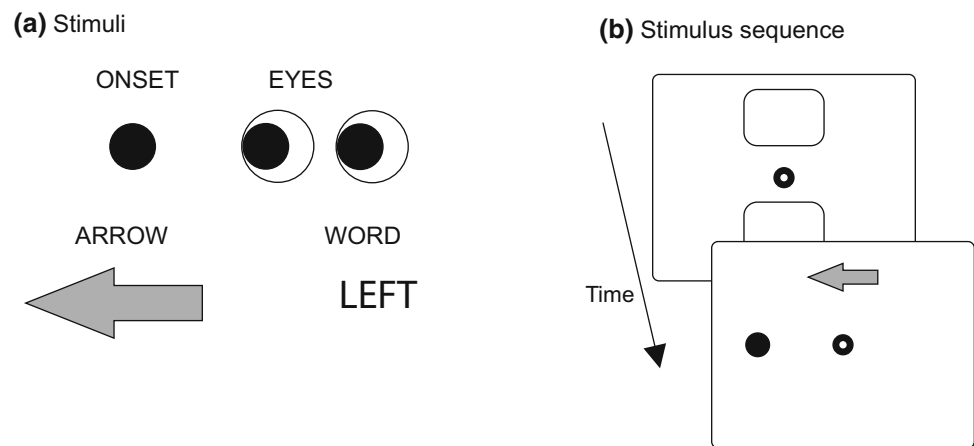 (a) Stimuli
ONSET EYES
ARROW WORD
LEFT
(b) Stimulus sequence
Time